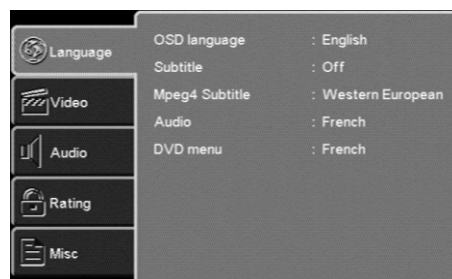 Language
Video
Audio
Rating
Misc
OSD language : English
Subtitle : Off
Mpeg4 Subtitle : Western European
Audio : French
DVD menu : French